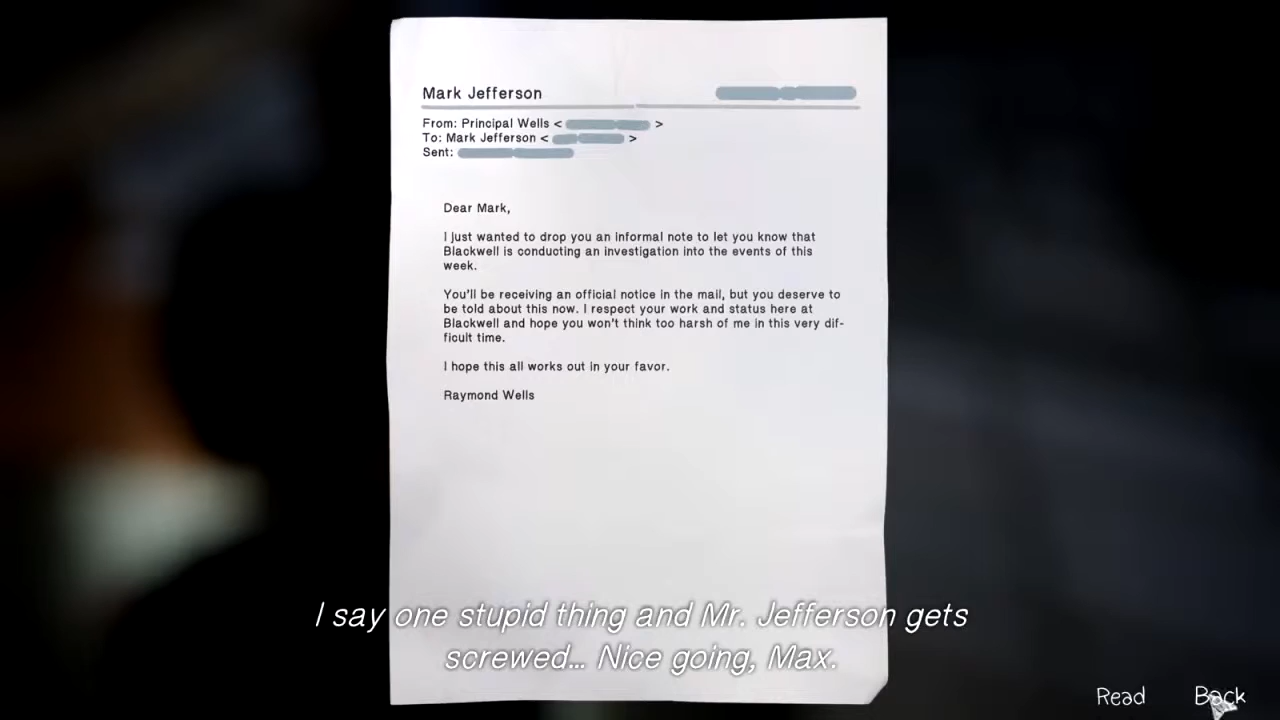 Mark Jefferson
From: Principal Wells < >
To: Mark Jefferson < >
Sent:
Dear Mark,
I just wanted to drop you an informal note to let you know that
Blackwell is conducting an investigation into the events of this
week.
You'll be receiving an official notice in the mail, but you deserve to
be told about this now. I respect your work and status here at
Blackwell and hope you won't think too harsh of me in this very dif-
ficult time.
I hope this all works out in your favor.
Raymond Wells
I say one stupid thing and Mr. Jefferson gets
screwed... Nice going, Max.
Read Back